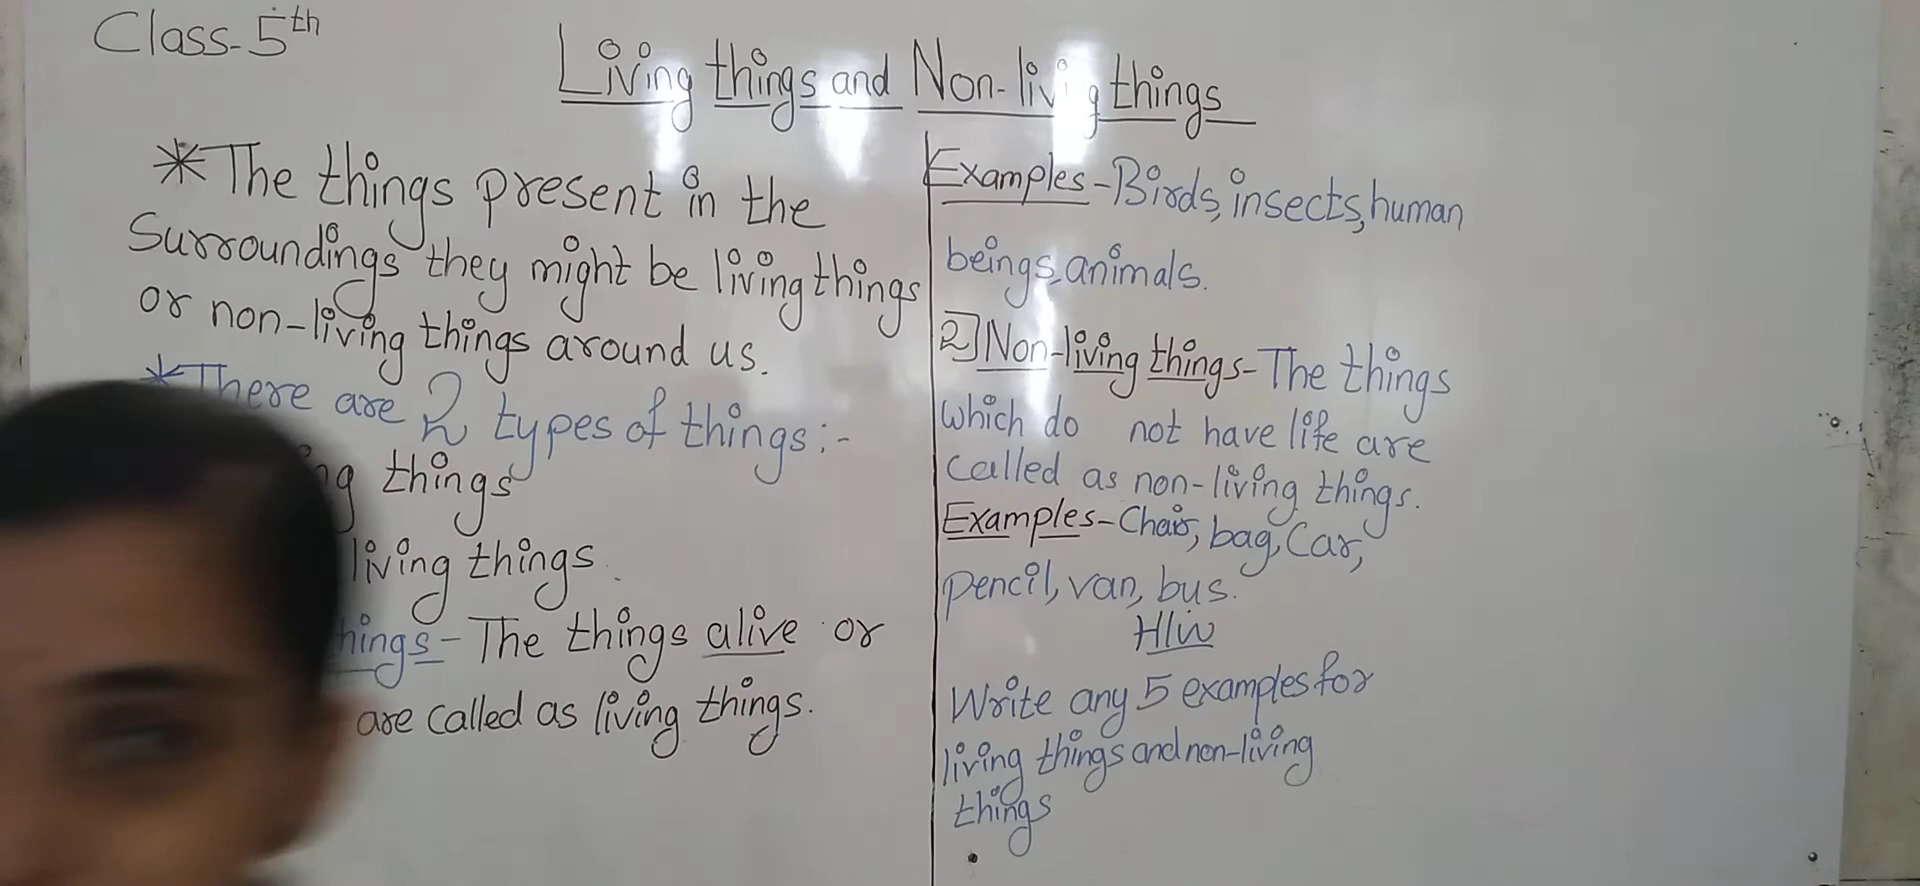 Class-5th
Living things and Non-living things
*The things present in the
Surroundings they might be living things
or non-living things around us.
*There are 2 types of things:-
things
living things.
things- The things alive or
are called as living things.
Examples-Birds, insects, human
beings, animals.
2] Non-living things- The things
which do not have life are
called as non-living things.
Examples- Chair, bag, Car,
pencil, van, bus.
H/W
Write any 5 examples for
living things and non-living
things